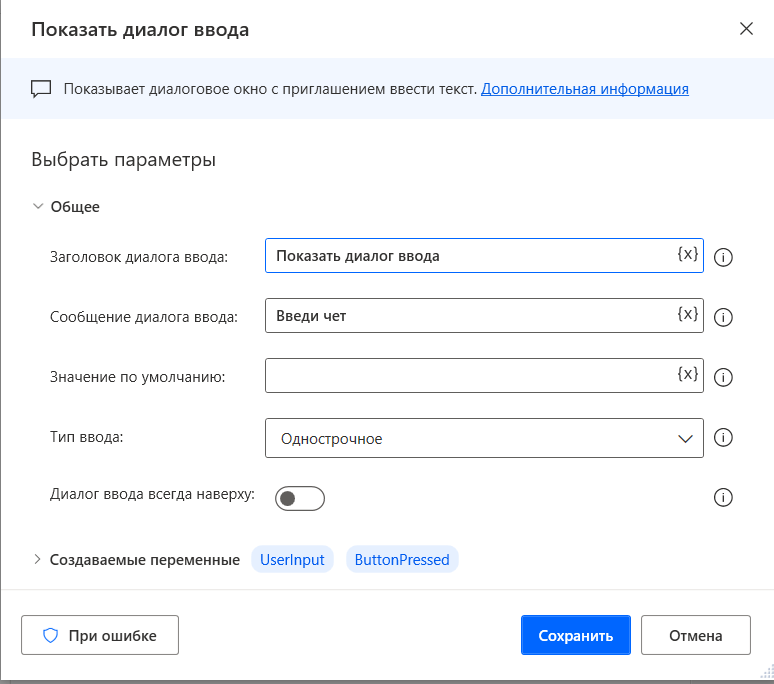 Показать диалог ввода
Показывает диалоговое окно с приглашением ввести текст. Дополнительная информация
Выбрать параметры
Общее
Заголовок диалога ввода: Показать диалог ввода {x}
Сообщение диалога ввода: Введи чет {x}
Значение по умолчанию: {x}
Тип ввода: Однострочное
Диалог ввода всегда наверху:
Создаваемые переменные UserInput ButtonPressed
При ошибке Сохранить Отмена